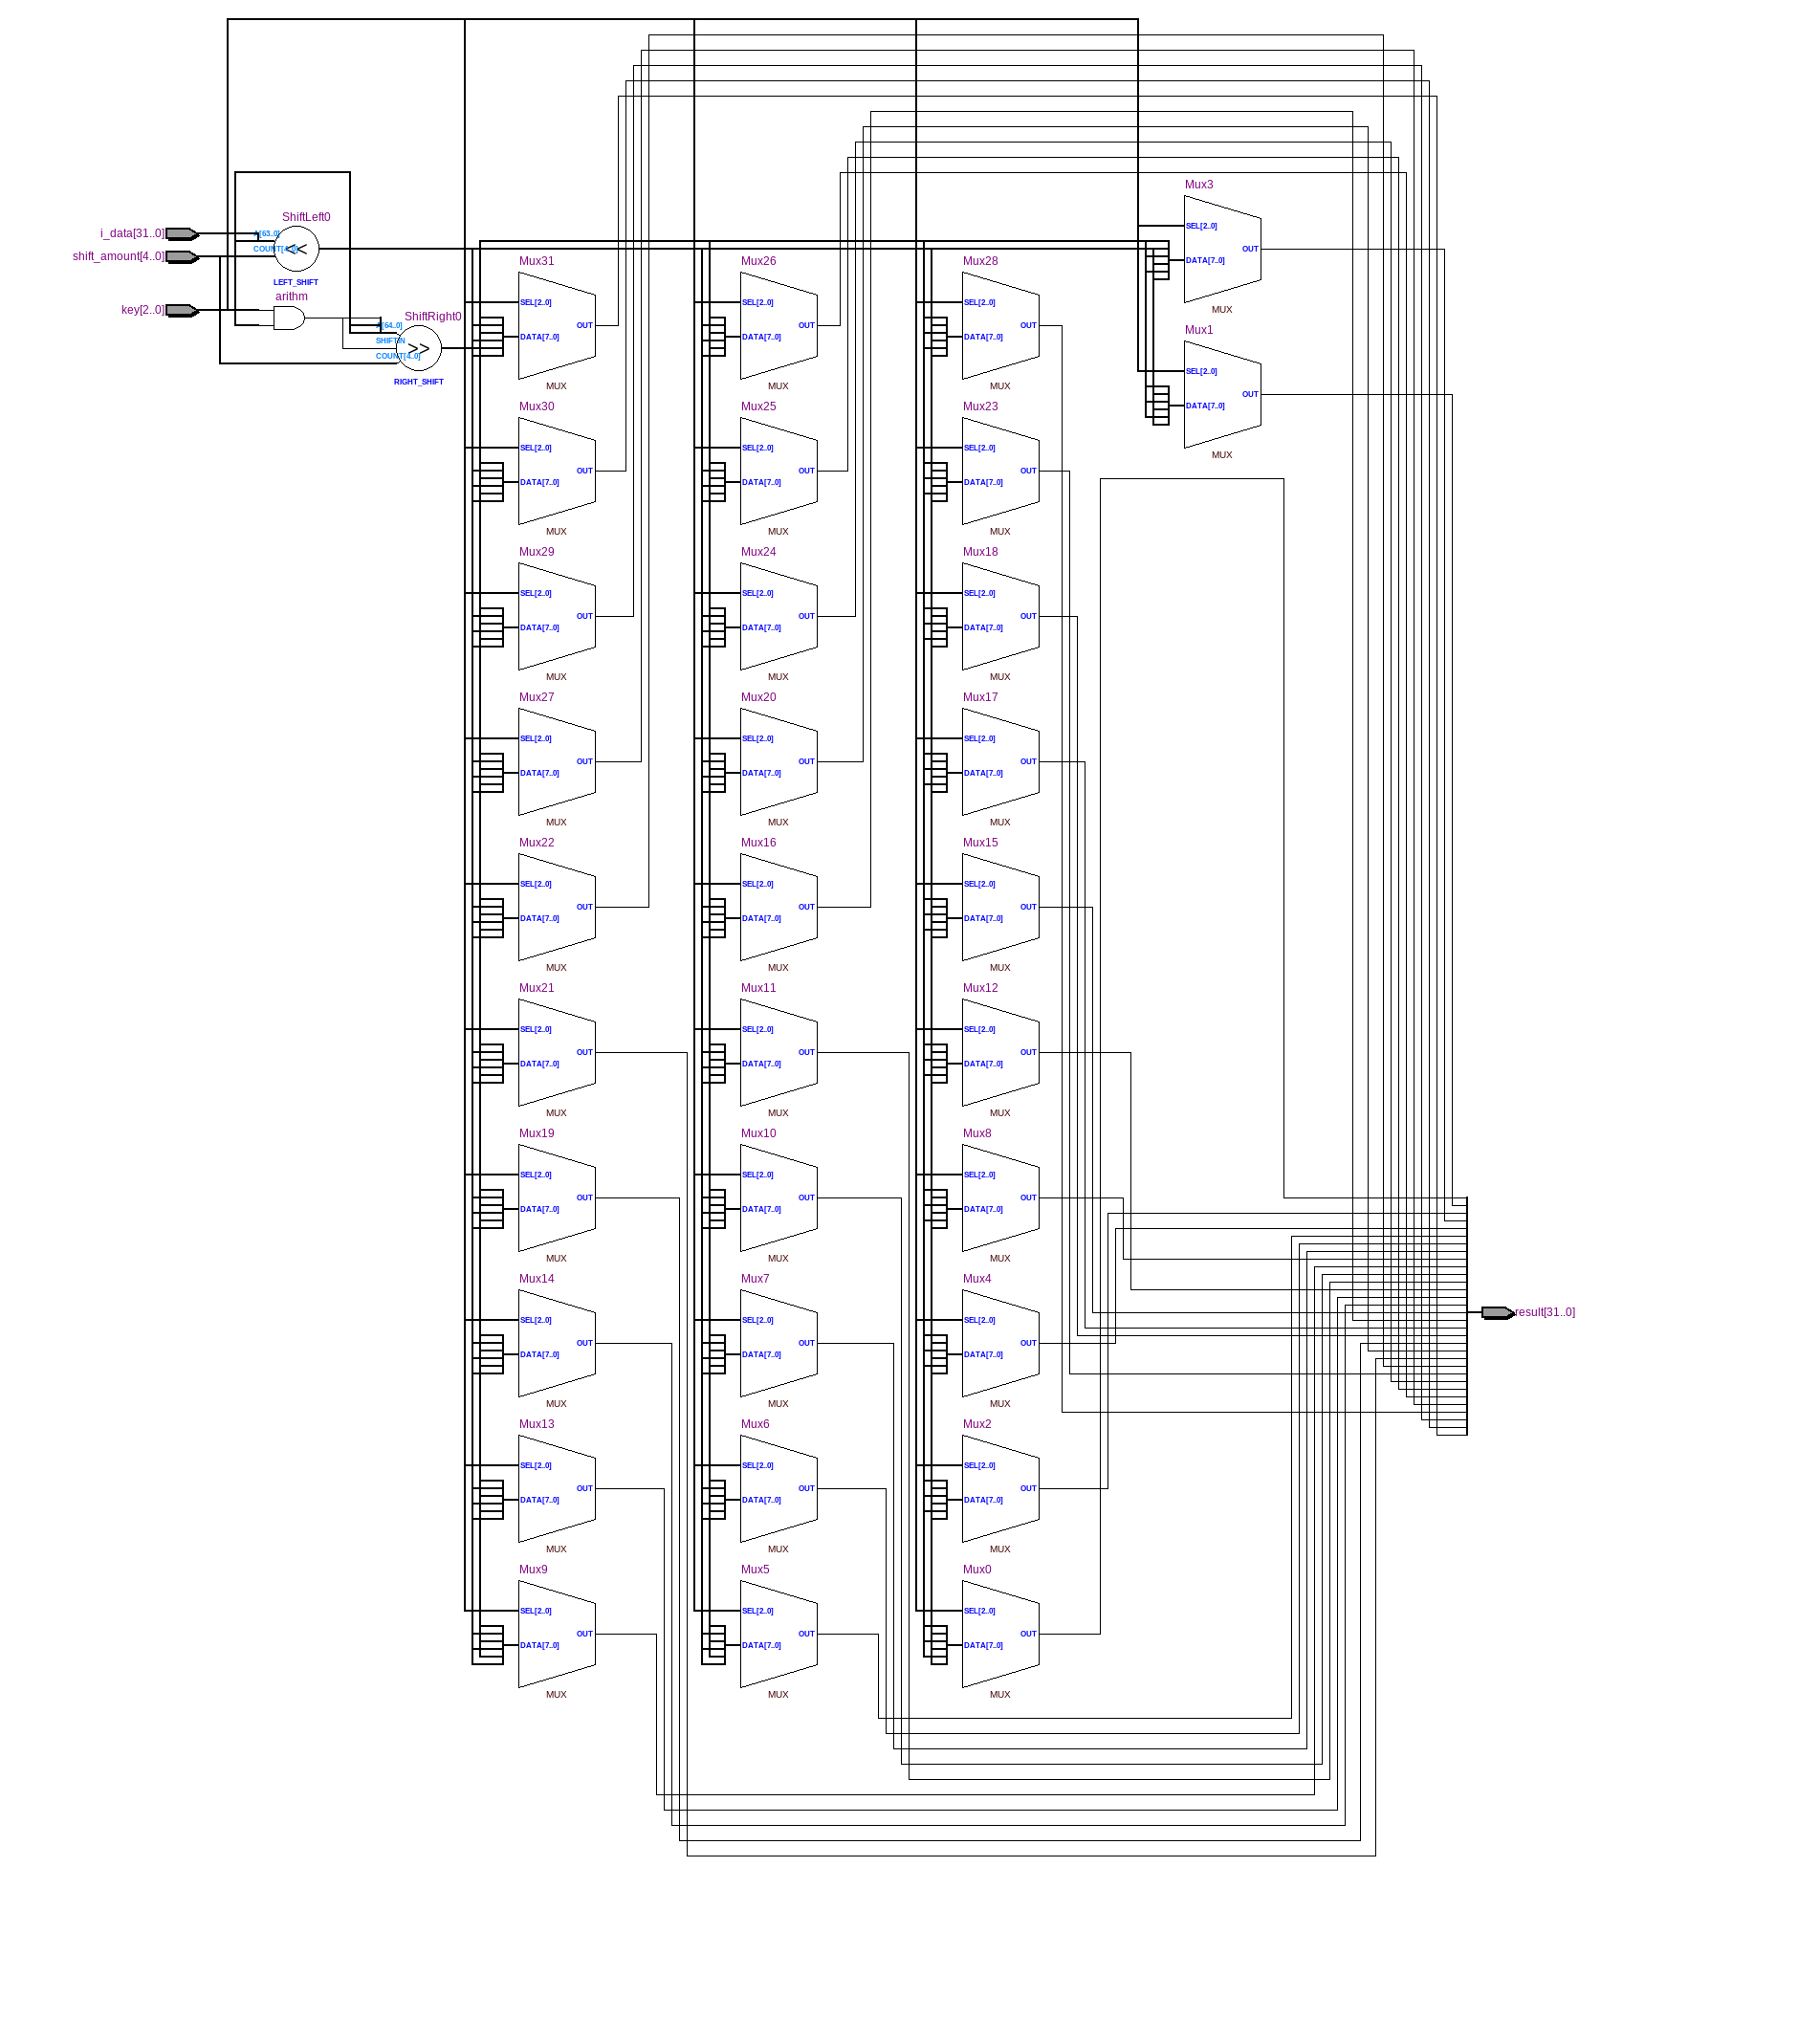 i_data[31..0]
shift_amount[4..0]
key[2..0]
ShiftLeft0
A[63..0]
<<
LEFT_SHIFT
arithm
ShiftRight0
A[64..0]
SHIFTIN
COUNT[4..0]
>>
RIGHT_SHIFT
Mux31
SEL[2..0]
OUT
DATA[7..0]
MUX
Mux30
SEL[2..0]
OUT
DATA[7..0]
MUX
Mux29
SEL[2..0]
OUT
DATA[7..0]
MUX
Mux27
SEL[2..0]
OUT
DATA[7..0]
MUX
Mux22
SEL[2..0]
OUT
DATA[7..0]
MUX
Mux21
SEL[2..0]
OUT
DATA[7..0]
MUX
Mux19
SEL[2..0]
OUT
DATA[7..0]
MUX
Mux14
SEL[2..0]
OUT
DATA[7..0]
MUX
Mux13
SEL[2..0]
OUT
DATA[7..0]
MUX
Mux9
SEL[2..0]
OUT
DATA[7..0]
MUX
Mux26
SEL[2..0]
OUT
DATA[7..0]
MUX
Mux25
SEL[2..0]
OUT
DATA[7..0]
MUX
Mux24
SEL[2..0]
OUT
DATA[7..0]
MUX
Mux20
SEL[2..0]
OUT
DATA[7..0]
MUX
Mux16
SEL[2..0]
OUT
DATA[7..0]
MUX
Mux11
SEL[2..0]
OUT
DATA[7..0]
MUX
Mux10
SEL[2..0]
OUT
DATA[7..0]
MUX
Mux7
SEL[2..0]
OUT
DATA[7..0]
MUX
Mux6
SEL[2..0]
OUT
DATA[7..0]
MUX
Mux5
SEL[2..0]
OUT
DATA[7..0]
MUX
Mux28
SEL[2..0]
OUT
DATA[7..0]
MUX
Mux23
SEL[2..0]
OUT
DATA[7..0]
MUX
Mux18
SEL[2..0]
OUT
DATA[7..0]
MUX
Mux17
SEL[2..0]
OUT
DATA[7..0]
MUX
Mux15
SEL[2..0]
OUT
DATA[7..0]
MUX
Mux12
SEL[2..0]
OUT
DATA[7..0]
MUX
Mux8
SEL[2..0]
OUT
DATA[7..0]
MUX
Mux4
SEL[2..0]
OUT
DATA[7..0]
MUX
Mux2
SEL[2..0]
OUT
DATA[7..0]
MUX
Mux0
SEL[2..0]
OUT
DATA[7..0]
MUX
Mux3
SEL[2..0]
OUT
DATA[7..0]
MUX
Mux1
SEL[2..0]
OUT
DATA[7..0]
MUX
result[31..0]